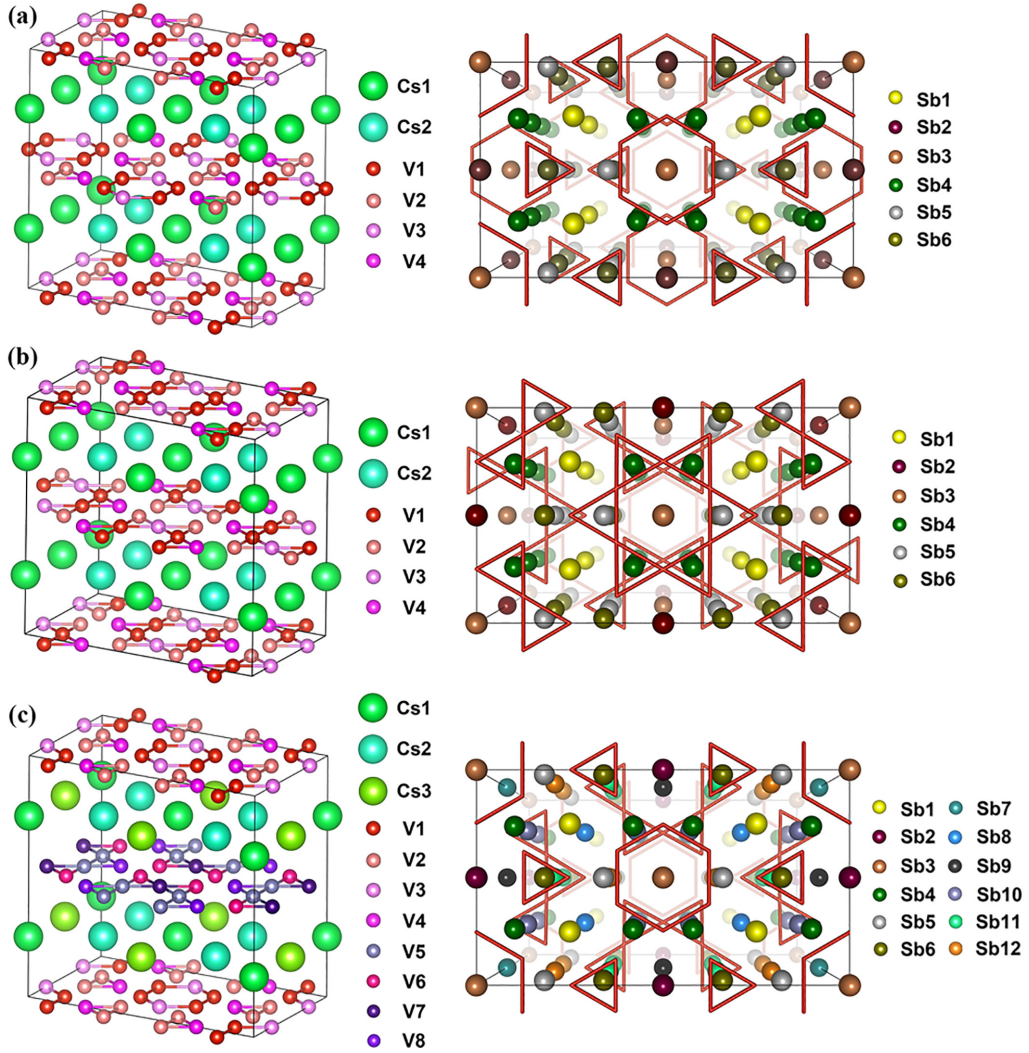 (a)
Cs1
Cs2
V1
V2
V3
V4
Sb1
Sb2
Sb3
Sb4
Sb5
Sb6
(b)
Cs1
Cs2
V1
V2
V3
V4
Sb1
Sb2
Sb3
Sb4
Sb5
Sb6
(c)
Cs1
Cs2
Cs3
V1
V2
V3
V4
V5
V6
V7
V8
Sb1 Sb7
Sb2 Sb8
Sb3 Sb9
Sb4 Sb10
Sb5 Sb11
Sb6 Sb12